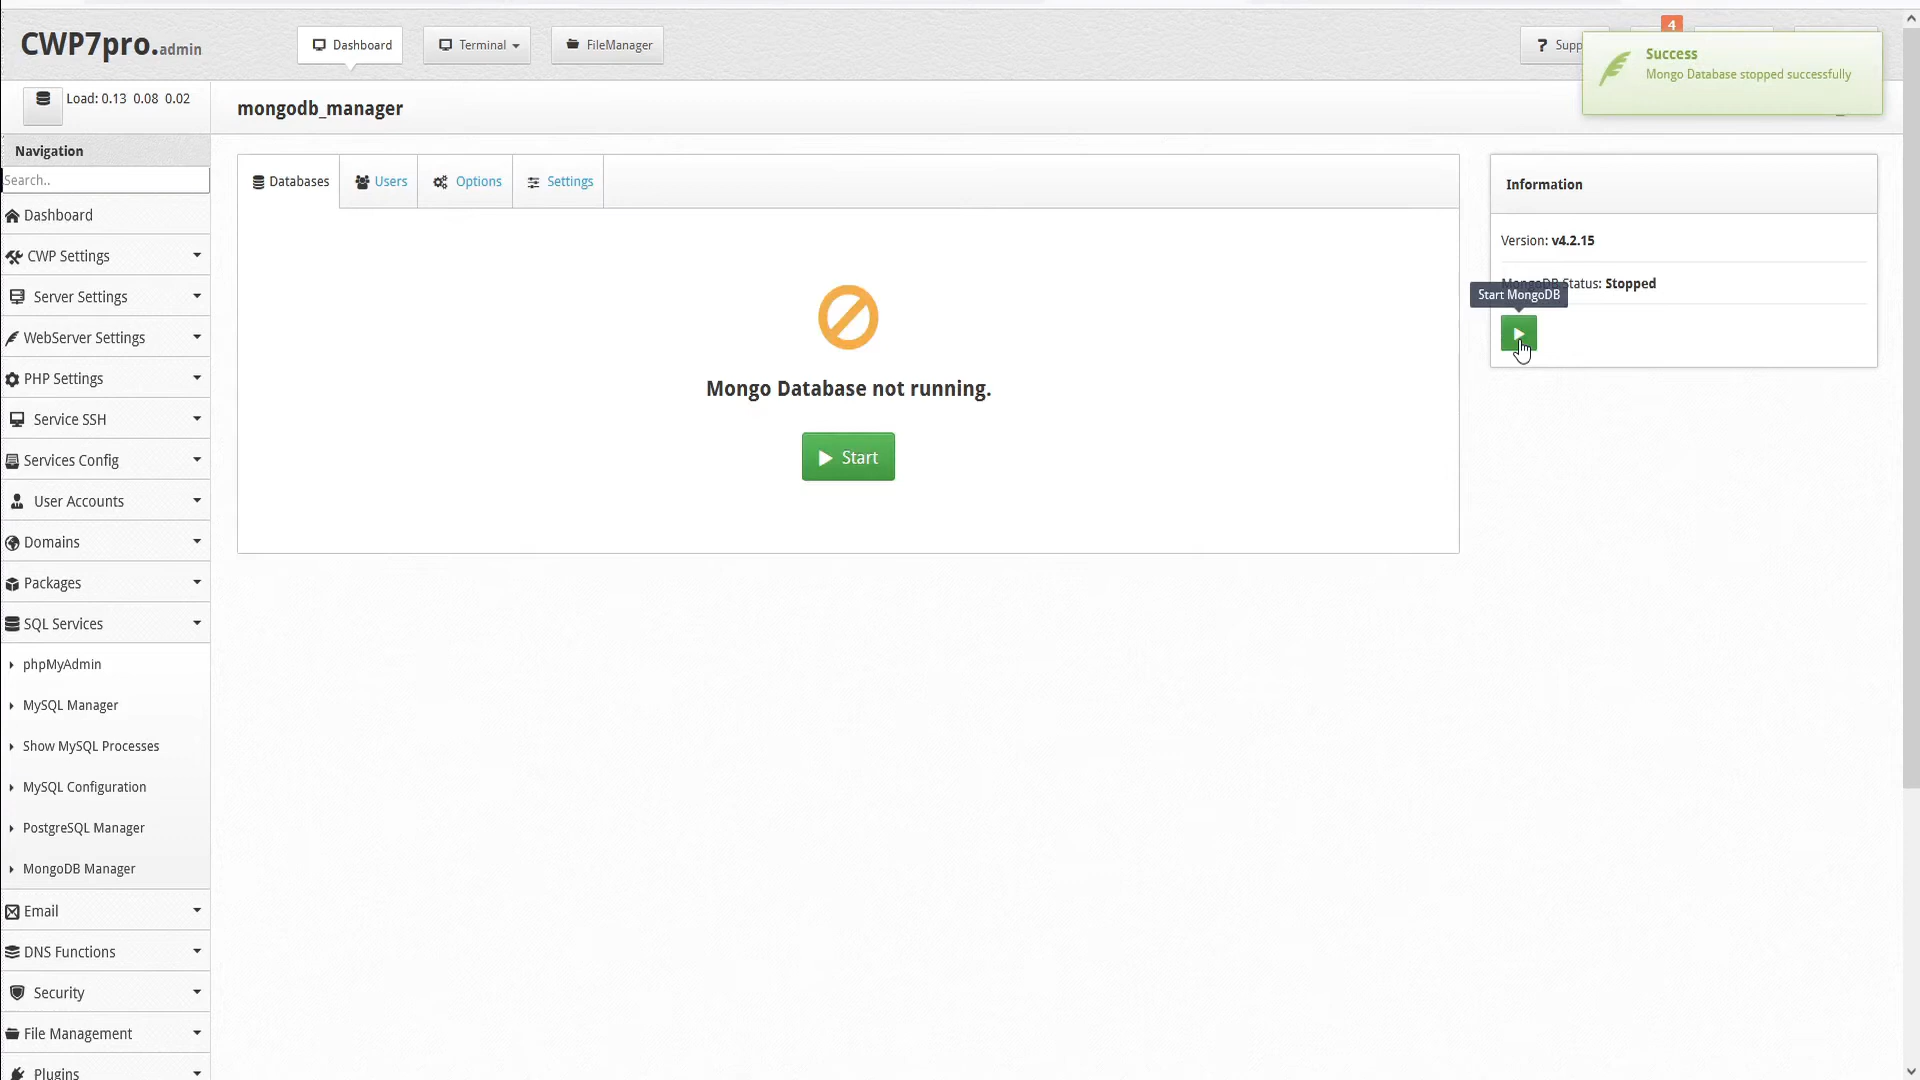 CWP7pro.admin
Dashboard
Terminal
FileManager
? Supp
4
Success
Mongo Database stopped successfully
Load: 0.13 0.08 0.02
mongodb_manager
Navigation
Search..
Dashboard
CWP Settings
Server Settings
WebServer Settings
PHP Settings
Service SSH
Services Config
User Accounts
Domains
Packages
SQL Services
phpMyAdmin
MySQL Manager
Show MySQL Processes
MySQL Configuration
PostgreSQL Manager
MongoDB Manager
Email
DNS Functions
Security
File Management
Plugins
Databases
Users
Options
Settings
Mongo Database not running.
Start
Information
Version: v4.2.15
MongoDB Status: Stopped
Start MongoDB